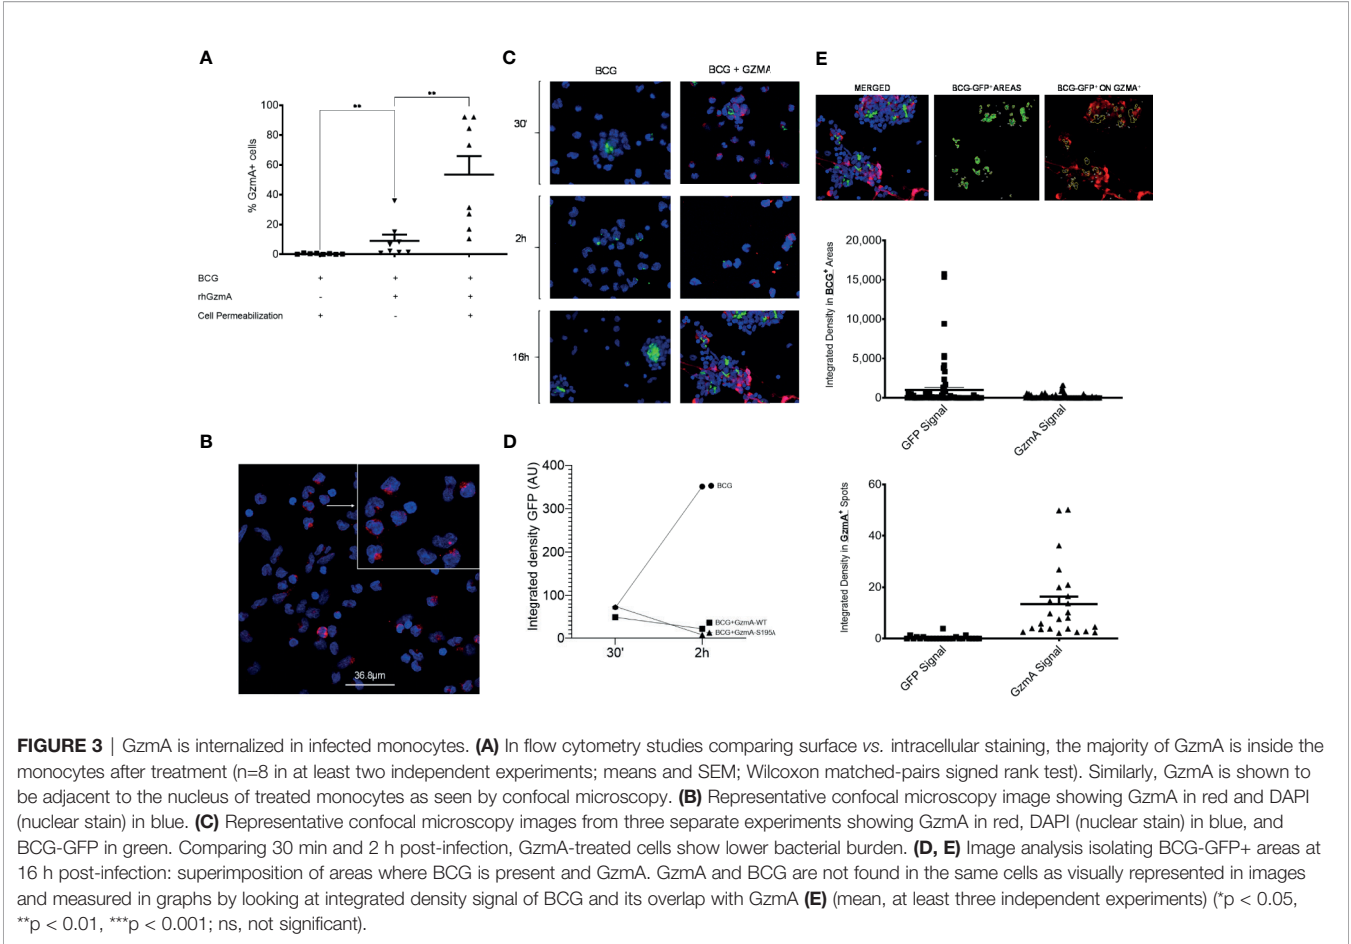 A
**
**
% GzmA+ cells
100
80
60
40
20
0
BCG + + +
rhGzmA - + +
Cell Permeabilization + - +
B
36.8µm
C
BCG BCG + GZMA
30'
2h
16h
D
Integrated density GFP (AU)
400
300
200
100
0
30' 2h
BCG
BCG+GzmA-WT
BCG+GzmA-S195A
E
MERGED BCG-GFP⁺ AREAS BCG-GFP⁺ ON GZMA⁺
Integrated Density in BCG⁺ Areas
20,000
15,000
10,000
5,000
0
GFP Signal GzmA Signal
Integrated Density in GzmA⁺ Spots
60
40
20
0
GFP Signal GzmA Signal
FIGURE 3 | GzmA is internalized in infected monocytes. (A) In flow cytometry studies comparing surface vs. intracellular staining, the majority of GzmA is inside the
monocytes after treatment (n=8 in at least two independent experiments; means and SEM; Wilcoxon matched-pairs signed rank test). Similarly, GzmA is shown to
be adjacent to the nucleus of treated monocytes as seen by confocal microscopy. (B) Representative confocal microscopy image showing GzmA in red and DAPI
(nuclear stain) in blue. (C) Representative confocal microscopy images from three separate experiments showing GzmA in red, DAPI (nuclear stain) in blue, and
BCG-GFP in green. Comparing 30 min and 2 h post-infection, GzmA-treated cells show lower bacterial burden. (D, E) Image analysis isolating BCG-GFP+ areas at
16 h post-infection: superimposition of areas where BCG is present and GzmA. GzmA and BCG are not found in the same cells as visually represented in images
and measured in graphs by looking at integrated density signal of BCG and its overlap with GzmA (E) (mean, at least three independent experiments) (*p < 0.05,
**p < 0.01, ***p < 0.001; ns, not significant).